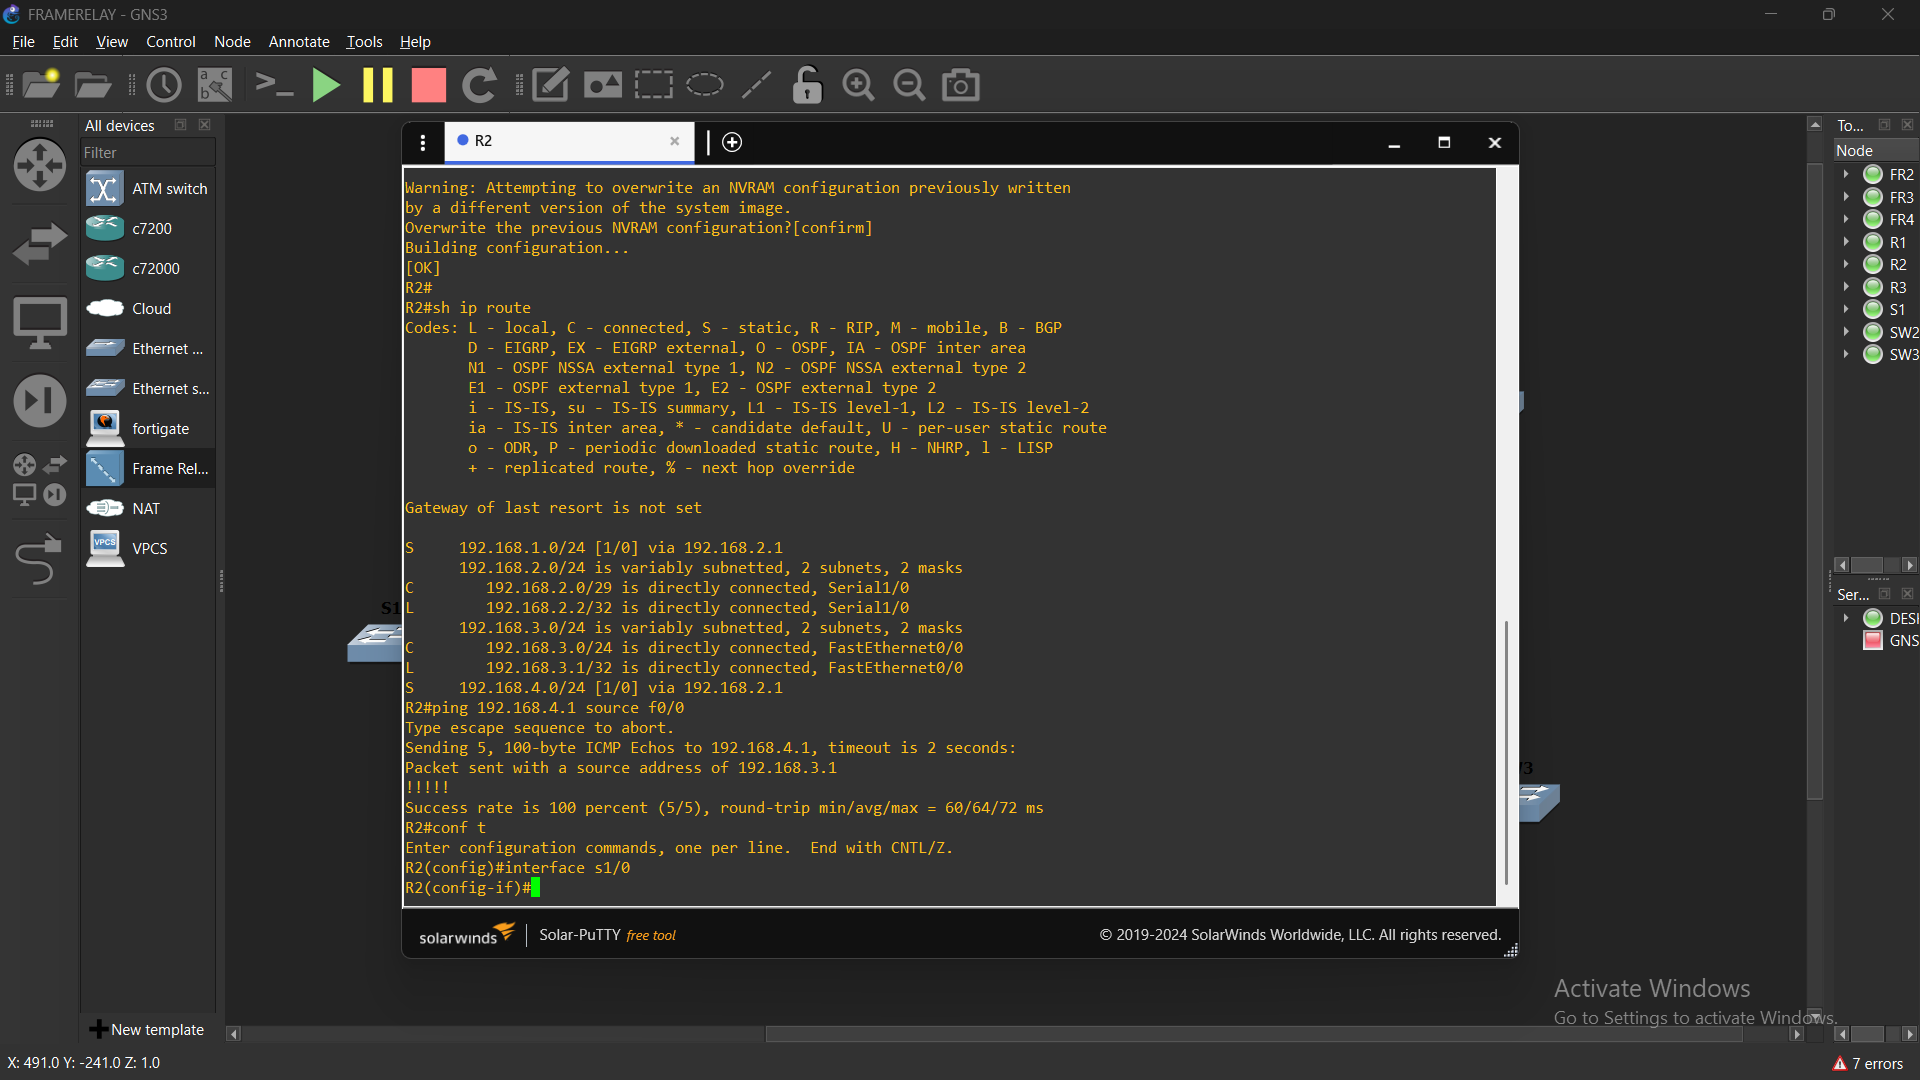 FRAMERELAY - GNS3
File Edit View Control Node Annotate Tools Help
All devices
Filter
ATM switch
c7200
c72000
Cloud
Ethernet ...
Ethernet s...
fortigate
Frame Rel...
NAT
VPCS
New template
R2
Warning: Attempting to overwrite an NVRAM configuration previously written
by a different version of the system image.
Overwrite the previous NVRAM configuration?[confirm]
Building configuration...
[OK]
R2#
R2#sh ip route
Codes: L - local, C - connected, S - static, R - RIP, M - mobile, B - BGP
D - EIGRP, EX - EIGRP external, O - OSPF, IA - OSPF inter area
N1 - OSPF NSSA external type 1, N2 - OSPF NSSA external type 2
E1 - OSPF external type 1, E2 - OSPF external type 2
i - IS-IS, su - IS-IS summary, L1 - IS-IS level-1, L2 - IS-IS level-2
ia - IS-IS inter area, * - candidate default, U - per-user static route
o - ODR, P - periodic downloaded static route, H - NHRP, l - LISP
+ - replicated route, % - next hop override
Gateway of last resort is not set
S 192.168.1.0/24 [1/0] via 192.168.2.1
192.168.2.0/24 is variably subnetted, 2 subnets, 2 masks
C 192.168.2.0/29 is directly connected, Serial1/0
L 192.168.2.2/32 is directly connected, Serial1/0
192.168.3.0/24 is variably subnetted, 2 subnets, 2 masks
C 192.168.3.0/24 is directly connected, FastEthernet0/0
L 192.168.3.1/32 is directly connected, FastEthernet0/0
S 192.168.4.0/24 [1/0] via 192.168.2.1
R2#ping 192.168.4.1 source f0/0
Type escape sequence to abort.
Sending 5, 100-byte ICMP Echos to 192.168.4.1, timeout is 2 seconds:
Packet sent with a source address of 192.168.3.1
!!!!!
Success rate is 100 percent (5/5), round-trip min/avg/max = 60/64/72 ms
R2#conf t
Enter configuration commands, one per line.  End with CNTL/Z.
R2(config)#interface s1/0
R2(config-if)#
solarwinds
Solar-PuTTY free tool
© 2019-2024 SolarWinds Worldwide, LLC. All rights reserved.
S1
To...
Node
FR2
FR3
FR4
R1
R2
R3
S1
SW2
SW3
Ser...
DESI
GNS
Activate Windows
Go to Settings to activate Windows.
X: 491.0 Y: -241.0 Z: 1.0
7 errors